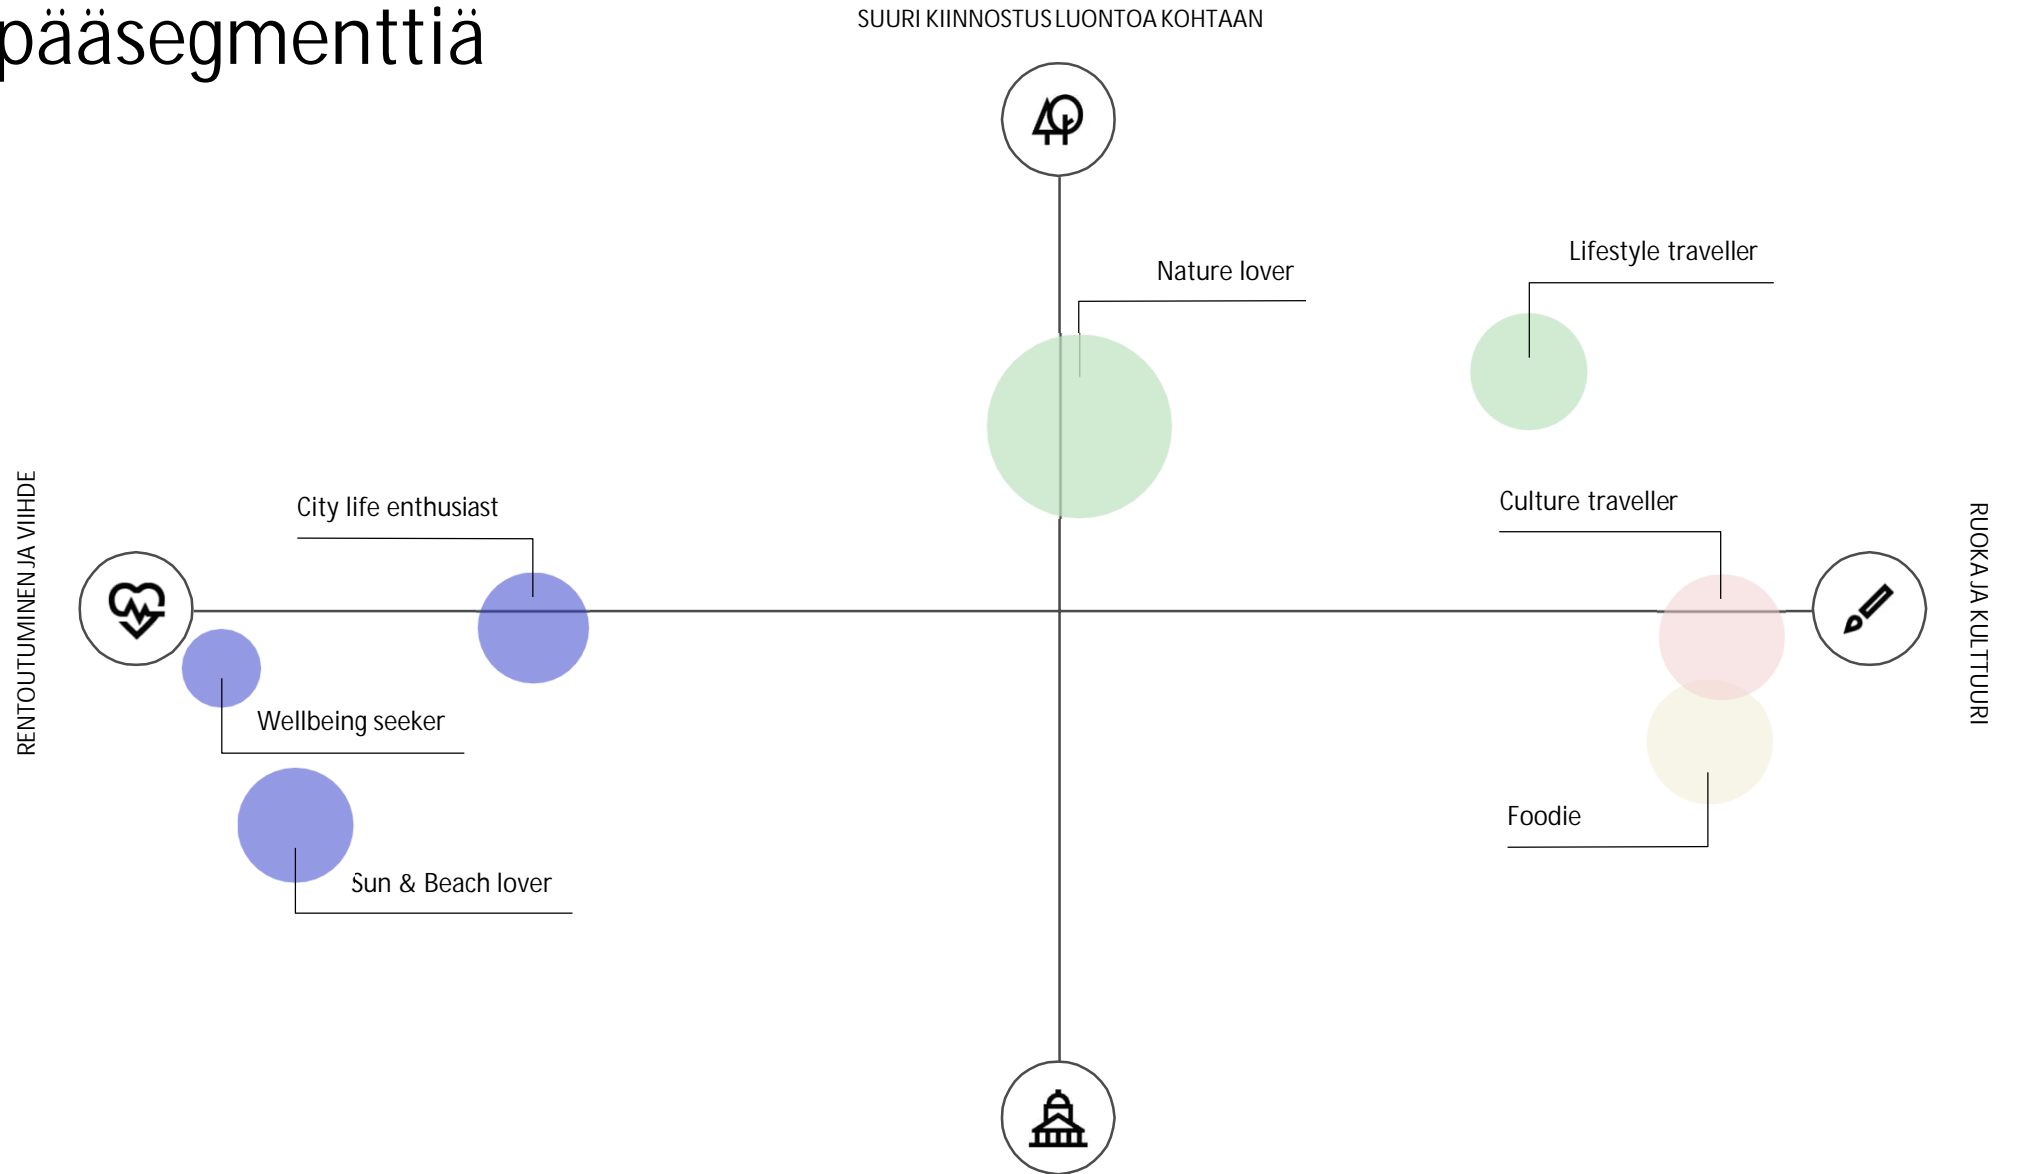 pääsegmenttiä
SUURI KIINNOSTUS LUONTOA KOHTAAN
Lifestyle traveller
Nature lover
City life enthusiast
Culture traveller
RENTOUTUMINEN JA VIIHDE
RUOKA JA KULTTUURI
Wellbeing seeker
Foodie
Sun & Beach lover